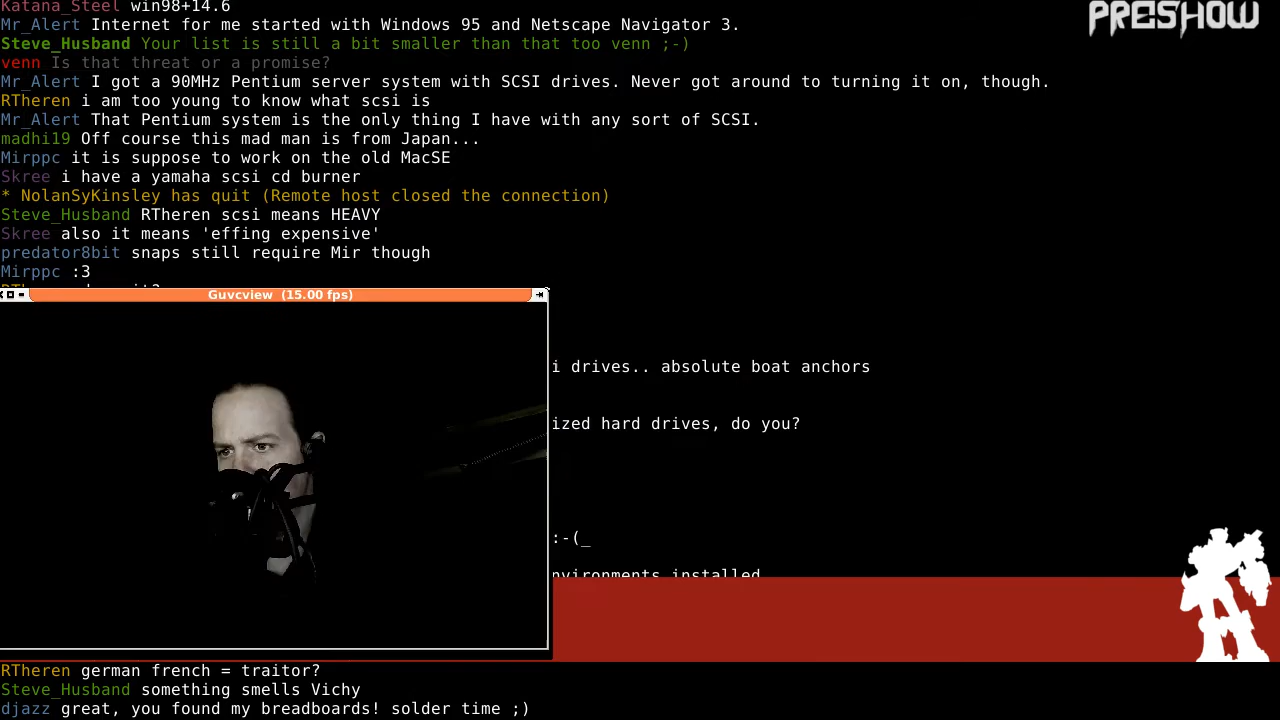 Katana_Steel win98+14.6
PRESHOW
Mr_Alert Internet for me started with Windows 95 and Netscape Navigator 3.
Steve_Husband Your list is still a bit smaller than that too venn ;-)
venn Is that threat or a promise?
Mr_Alert I got a 90MHz Pentium server system with SCSI drives. Never got around to turning it on, though.
RTheren i am too young to know what scsi is
Mr_Alert That Pentium system is the only thing I have with any sort of SCSI.
madhi19 Off course this mad man is from Japan...
Mirppc it is suppose to work on the old MacSE
Skree i have a yamaha scsi cd burner
* NolanSyKinsley has quit (Remote host closed the connection)
Steve_Husband RTheren scsi means HEAVY
Skree also it means 'effing expensive'
predator8bit snaps still require Mir though
Mirppc :3
Guvcview (15.00 fps)
i drives.. absolute boat anchors
ized hard drives, do you?
:-(_
nvironments installed
RTheren german french = traitor?
Steve_Husband something smells Vichy
djazz great, you found my breadboards! solder time ;)